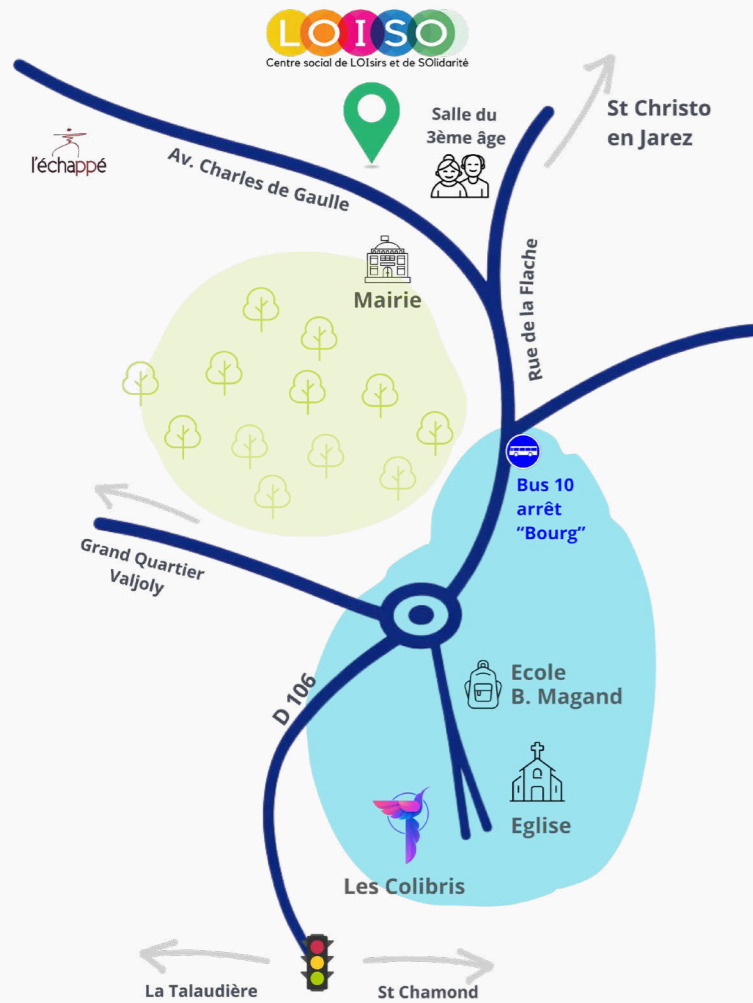 LOISO
Centre social de LOIsirs et de SOlidarité
Salle du
3ème âge
St Christo
en Jarez
l'échappé
Av. Charles de Gaulle
Mairie
Rue de la Flache
Bus 10
arrêt
“Bourg”
Grand Quartier
Valjoly
D 106
Ecole
B. Magand
Eglise
Les Colibris
La Talaudière
St Chamond